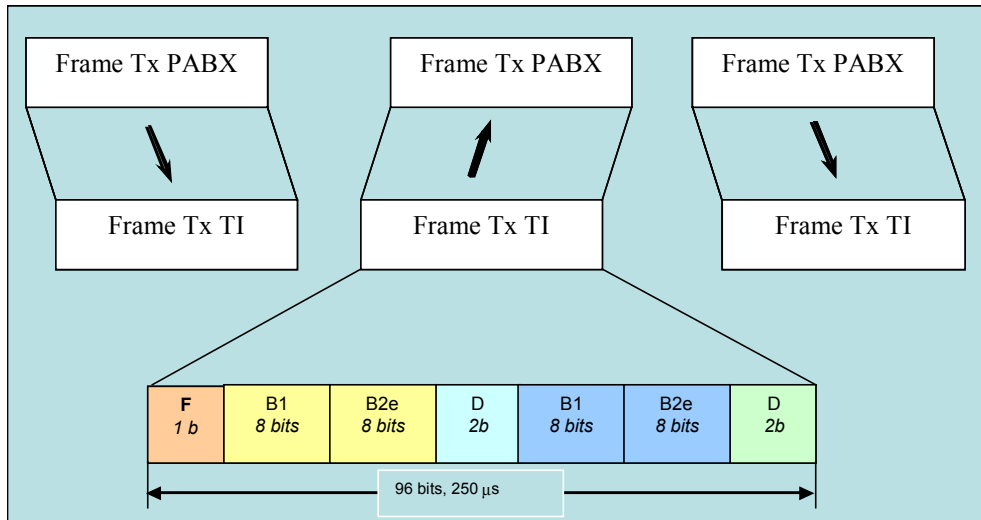 Frame Tx PABX
Frame Tx PABX
Frame Tx PABX
Frame Tx TI
Frame Tx TI
Frame Tx TI
F
1 b
B1
8 bits
B2e
8 bits
D
2b
B1
8 bits
B2e
8 bits
D
2b
96 bits, 250 μs